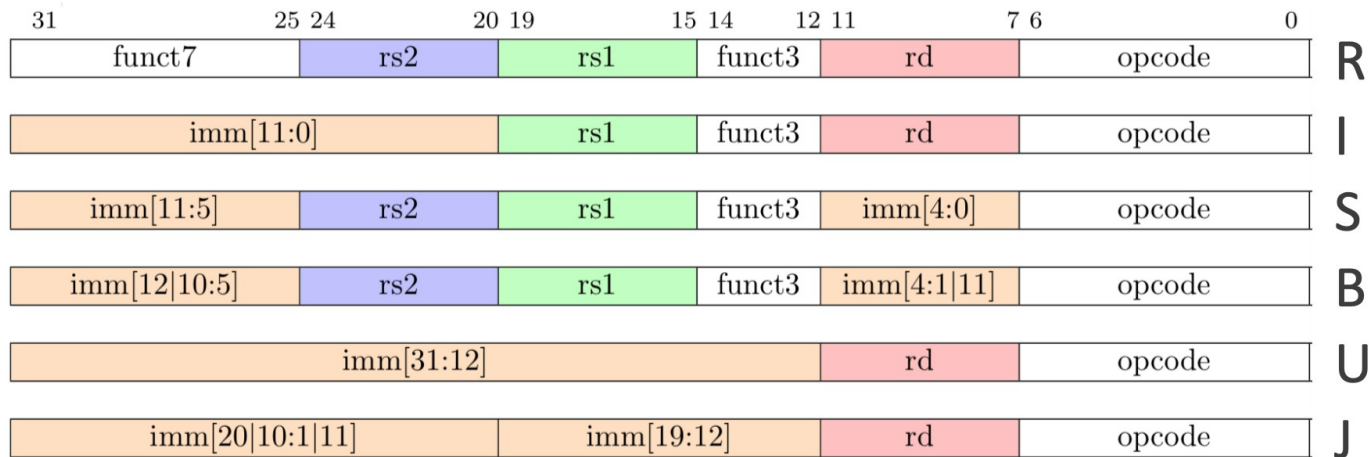 31 25 24 20 19 15 14 12 11 7 6 0
funct7 rs2 rs1 funct3 rd opcode R
imm[11:0] rs1 funct3 rd opcode I
imm[11:5] rs2 rs1 funct3 imm[4:0] opcode S
imm[12|10:5] rs2 rs1 funct3 imm[4:1|11] opcode B
imm[31:12] rd opcode U
imm[20|10:1|11] imm[19:12] rd opcode J